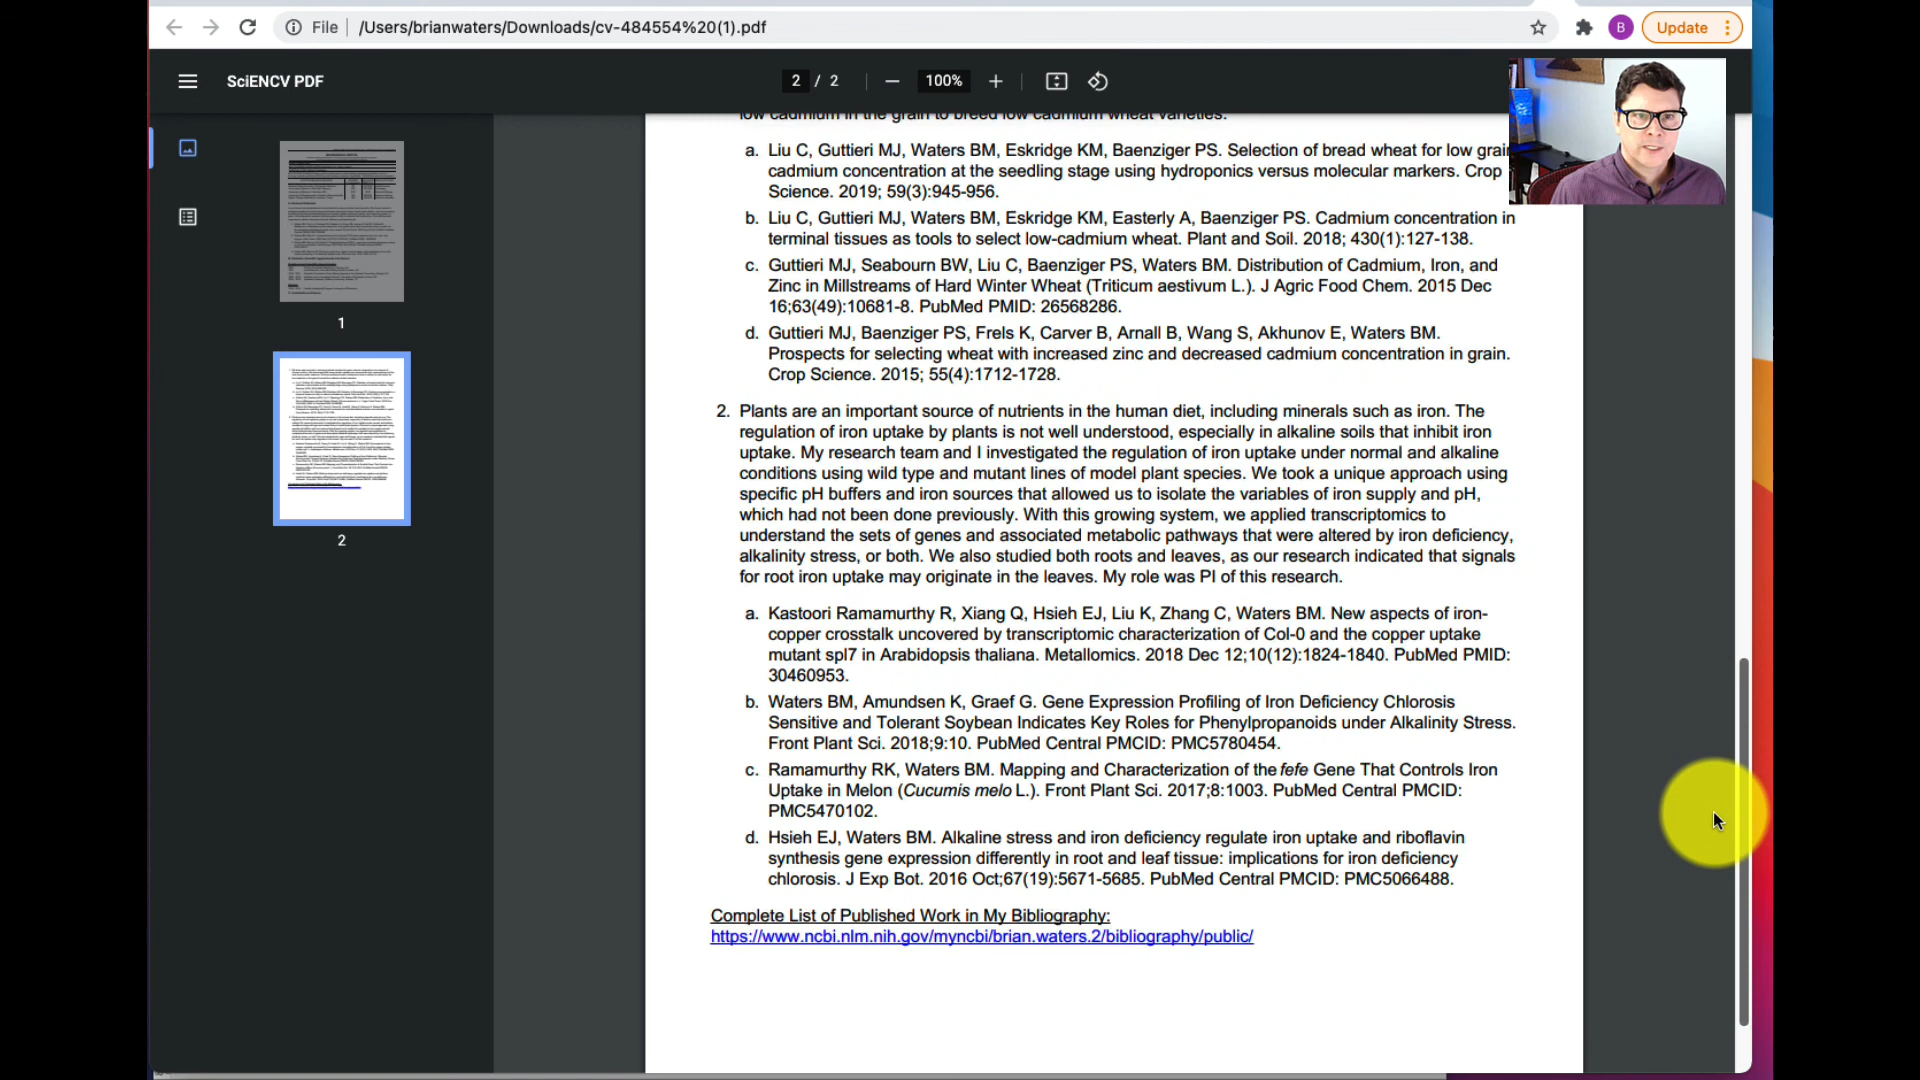 File | /Users/brianwaters/Downloads/cv-484554%20(1).pdf
B
Update
SciENCV PDF
2 / 2
100%
1
2
low cadmium in the grain to breed low cadmium wheat varieties.
a. Liu C, Guttieri MJ, Waters BM, Eskridge KM, Baenziger PS. Selection of bread wheat for low grain
cadmium concentration at the seedling stage using hydroponics versus molecular markers. Crop
Science. 2019; 59(3):945-956.
b. Liu C, Guttieri MJ, Waters BM, Eskridge KM, Easterly A, Baenziger PS. Cadmium concentration in
terminal tissues as tools to select low-cadmium wheat. Plant and Soil. 2018; 430(1):127-138.
c. Guttieri MJ, Seabourn BW, Liu C, Baenziger PS, Waters BM. Distribution of Cadmium, Iron, and
Zinc in Millstreams of Hard Winter Wheat (Triticum aestivum L.). J Agric Food Chem. 2015 Dec
16;63(49):10681-8. PubMed PMID: 26568286.
d. Guttieri MJ, Baenziger PS, Frels K, Carver B, Arnall B, Wang S, Akhunov E, Waters BM.
Prospects for selecting wheat with increased zinc and decreased cadmium concentration in grain.
Crop Science. 2015; 55(4):1712-1728.
2. Plants are an important source of nutrients in the human diet, including minerals such as iron. The
regulation of iron uptake by plants is not well understood, especially in alkaline soils that inhibit iron
uptake. My research team and I investigated the regulation of iron uptake under normal and alkaline
conditions using wild type and mutant lines of model plant species. We took a unique approach using
specific pH buffers and iron sources that allowed us to isolate the variables of iron supply and pH,
which had not been done previously. With this growing system, we applied transcriptomics to
understand the sets of genes and associated metabolic pathways that were altered by iron deficiency,
alkalinity stress, or both. We also studied both roots and leaves, as our research indicated that signals
for root iron uptake may originate in the leaves. My role was PI of this research.
a. Kastoori Ramamurthy R, Xiang Q, Hsieh EJ, Liu K, Zhang C, Waters BM. New aspects of iron-
copper crosstalk uncovered by transcriptomic characterization of Col-0 and the copper uptake
mutant spl7 in Arabidopsis thaliana. Metallomics. 2018 Dec 12;10(12):1824-1840. PubMed PMID:
30460953.
b. Waters BM, Amundsen K, Graef G. Gene Expression Profiling of Iron Deficiency Chlorosis
Sensitive and Tolerant Soybean Indicates Key Roles for Phenylpropanoids under Alkalinity Stress.
Front Plant Sci. 2018;9:10. PubMed Central PMCID: PMC5780454.
c. Ramamurthy RK, Waters BM. Mapping and Characterization of the fefe Gene That Controls Iron
Uptake in Melon (Cucumis melo L.). Front Plant Sci. 2017;8:1003. PubMed Central PMCID:
PMC5470102.
d. Hsieh EJ, Waters BM. Alkaline stress and iron deficiency regulate iron uptake and riboflavin
synthesis gene expression differently in root and leaf tissue: implications for iron deficiency
chlorosis. J Exp Bot. 2016 Oct;67(19):5671-5685. PubMed Central PMCID: PMC5066488.
Complete List of Published Work in My Bibliography:
https://www.ncbi.nlm.nih.gov/myncbi/brian.waters.2/bibliography/public/